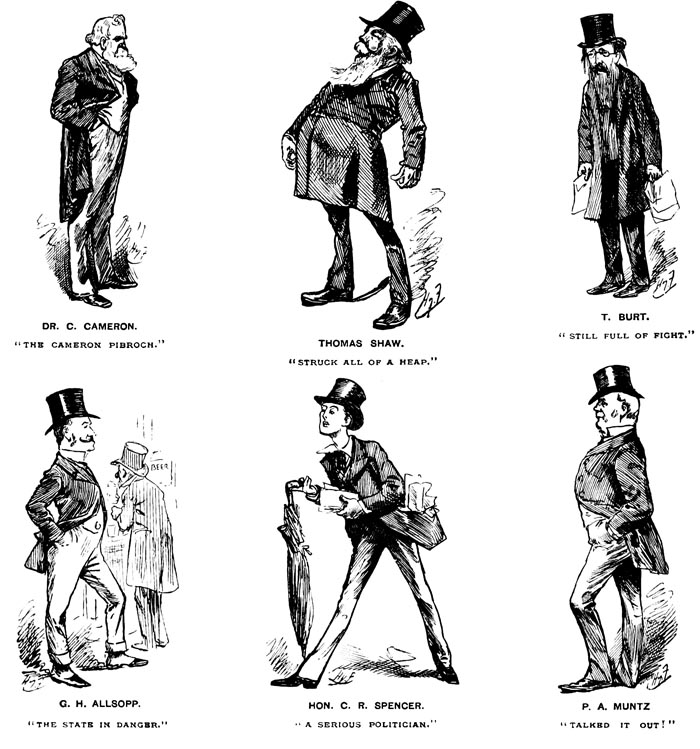 DR. C. CAMERON.
"THE CAMERON PIBROCH."
THOMAS SHAW.
"STRUCK ALL OF A HEAP."
T. BURT.
"STILL FULL OF FIGHT."
BEER
G. H. ALLSOPP.
"THE STATE IN DANGER."
HON. C. R. SPENCER.
"A SERIOUS POLITICIAN."
P. A. MUNTZ
"TALKED IT OUT!"